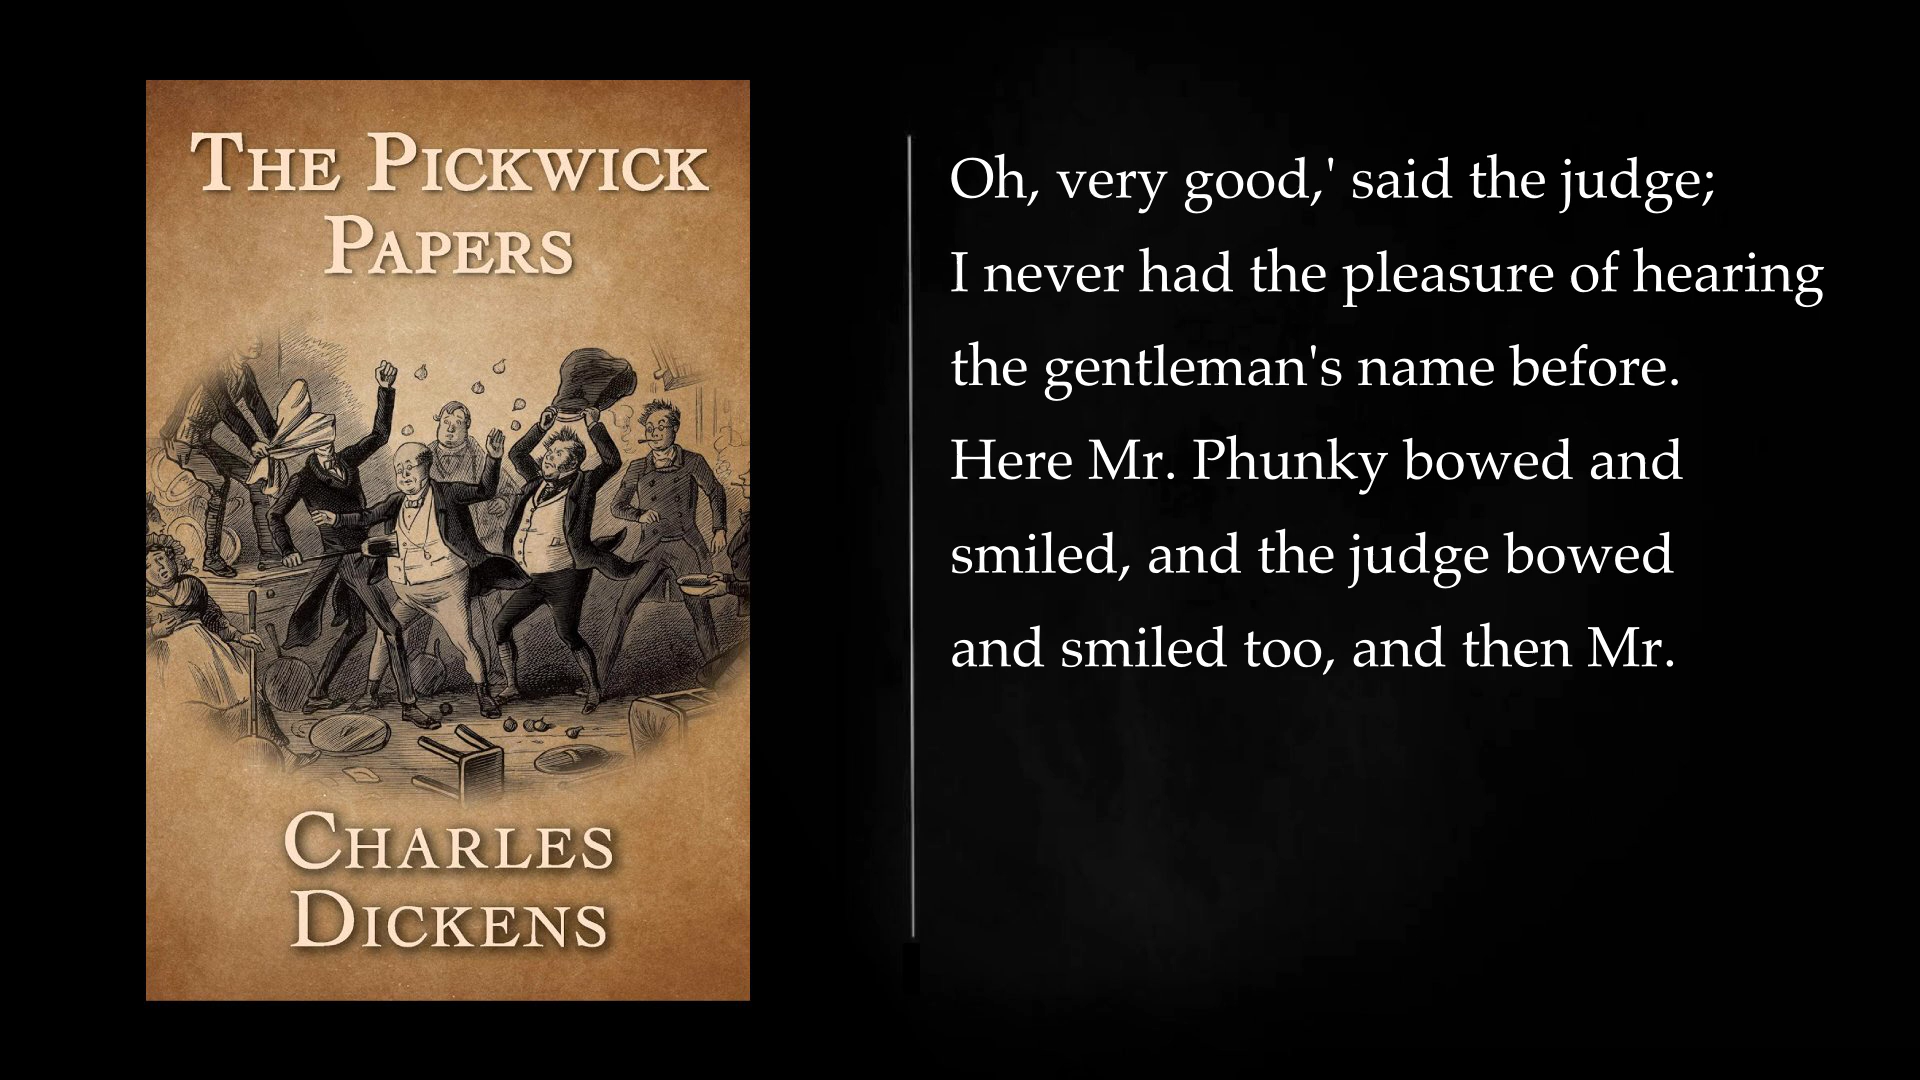 THE PICKWICK
PAPERS
CHARLES
DICKENS
Oh, very good,' said the judge;
I never had the pleasure of hearing
the gentleman's name before.
Here Mr. Phunky bowed and
smiled, and the judge bowed
and smiled too, and then Mr.